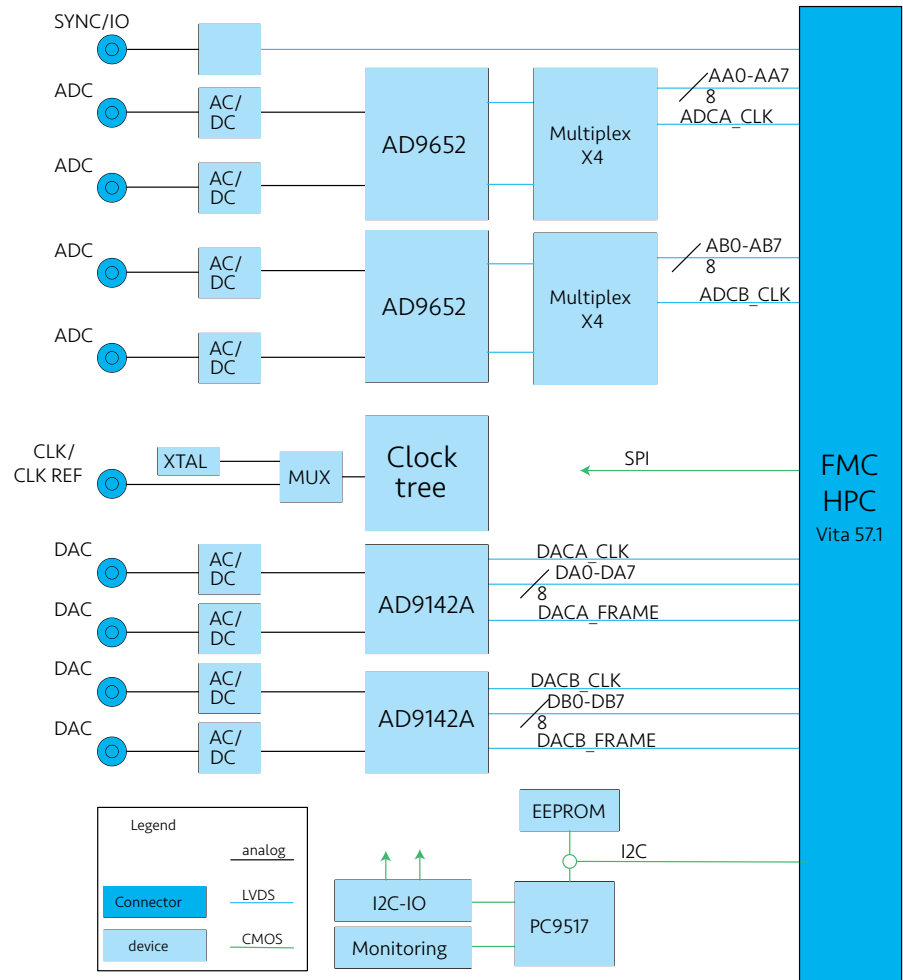 SYNC/IO
ADC
AC/
DC
ADC
AC/
DC
AD9652
Multiplex
X4
AA0-AA7
8
ADCA_CLK
ADC
AC/
DC
ADC
AC/
DC
AD9652
Multiplex
X4
AB0-AB7
8
ADCB_CLK
CLK/
CLK REF
XTAL
MUX
Clock
tree
SPI
FMC
HPC
Vita 57.1
DAC
AC/
DC
DAC
AC/
DC
AD9142A
DACA_CLK
DA0-DA7
8
DACA_FRAME
DAC
AC/
DC
DAC
AC/
DC
AD9142A
DACB_CLK
DB0-DB7
8
DACB_FRAME
Legend
analog
Connector
LVDS
device
CMOS
EEPROM
I2C
I2C-IO
Monitoring
PC9517